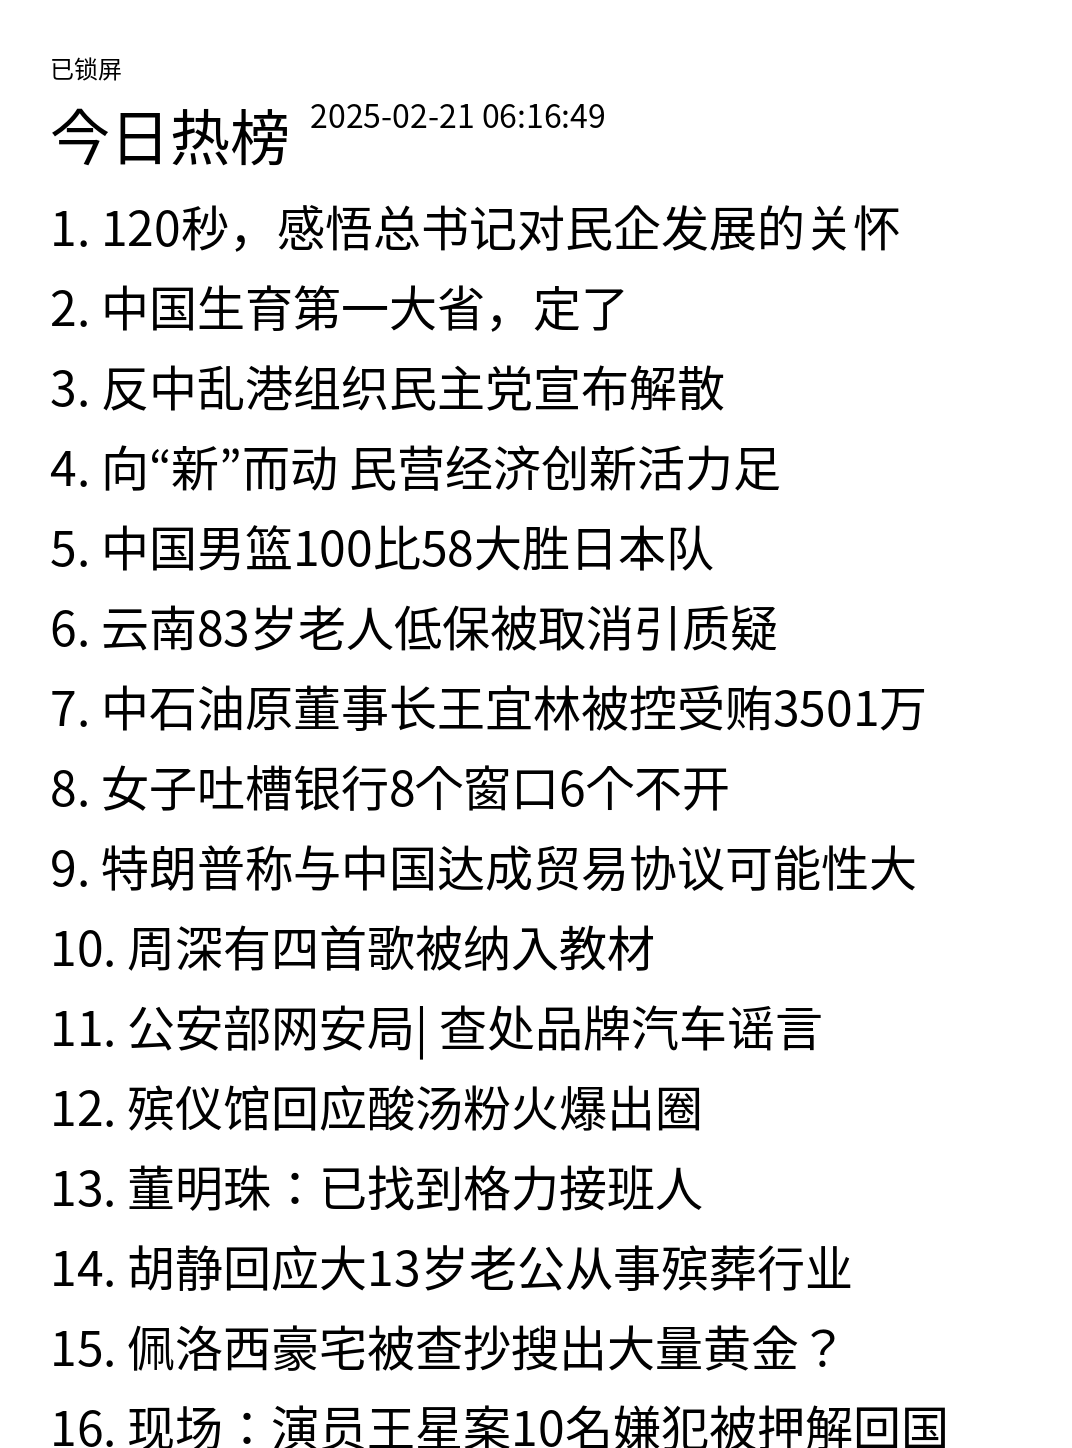 已锁屏
今日热榜 2025-02-21 06:16:49
1. 120秒，感悟总书记对民企发展的关怀
2. 中国生育第一大省，定了
3. 反中乱港组织民主党宣布解散
4. 向“新”而动 民营经济创新活力足
5. 中国男篮100比58大胜日本队
6. 云南83岁老人低保被取消引质疑
7. 中石油原董事长王宜林被控受贿3501万
8. 女子吐槽银行8个窗口6个不开
9. 特朗普称与中国达成贸易协议可能性大
10. 周深有四首歌被纳入教材
11. 公安部网安局| 查处品牌汽车谣言
12. 殡仪馆回应酸汤粉火爆出圈
13. 董明珠：已找到格力接班人
14. 胡静回应大13岁老公从事殡葬行业
15. 佩洛西豪宅被查抄搜出大量黄金？
16. 现场：演员王星案10名嫌犯被押解回国